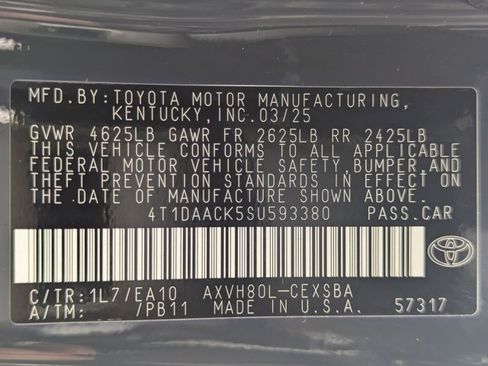 MFD.BY:TOYOTA MOTOR MANUFACTURING,
KENTUCKY,INC.03/25
GVWR 4625LB GAWR FR 2625LB RR 2425LB
THIS VEHICLE CONFORMS TO ALL APPLICABLE
FEDERAL MOTOR VEHICLE SAFETY,BUMPER,AND
THEFT PREVENTION STANDARDS IN EFFECT ON
THE DATE OF MANUFACTURE SHOWN ABOVE.
4T1DAACK5SU593380 PASS.CAR
C/TR:1L7/EA10 AXVH80L-CEXSBA
A/TM: /PB11 MADE IN U.S.A. 57317